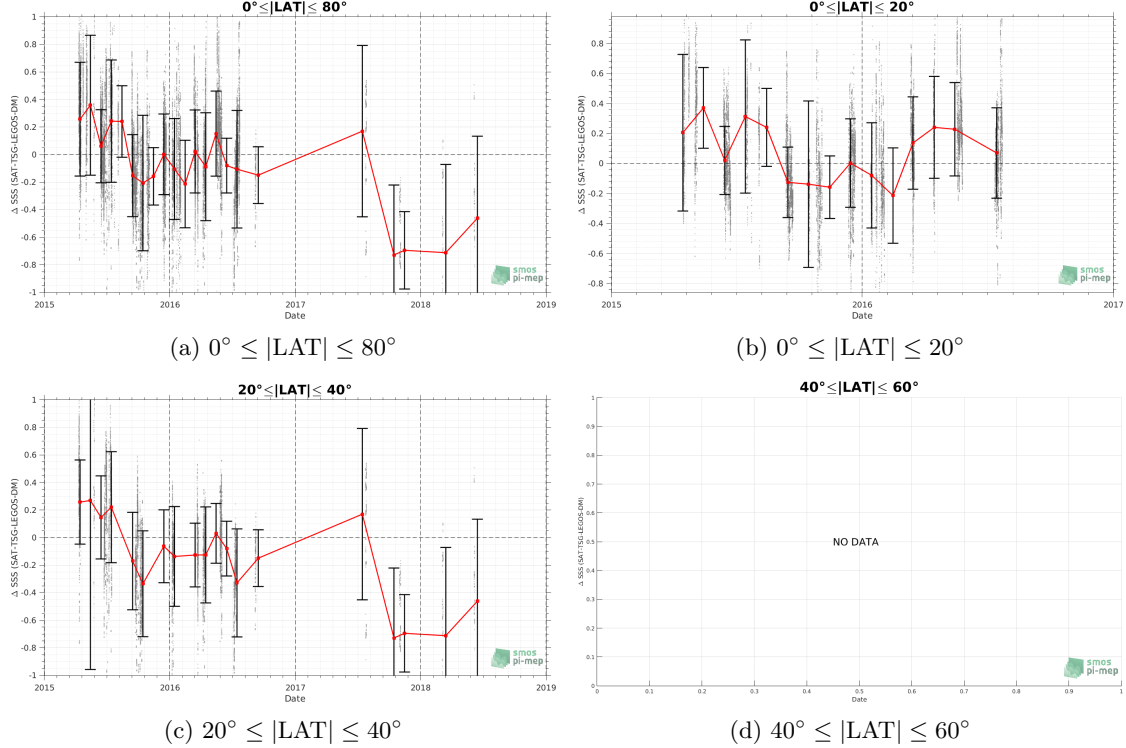 0°≤|LAT|≤ 80°
Δ SSS (SAT-TSG-LEGOS-DM)
1
0.8
0.6
0.4
0.2
0
-0.2
-0.4
-0.6
-0.8
-1
2015
2016
2017
2018
2019
Date
smos
pi-mep
(a) 0° ≤ |LAT| ≤ 80°
0°≤|LAT|≤ 20°
Δ SSS (SAT-TSG-LEGOS-DM)
0.8
0.6
0.4
0.2
0
-0.2
-0.4
-0.6
-0.8
2015
2016
2017
Date
smos
pi-mep
(b) 0° ≤ |LAT| ≤ 20°
20°≤|LAT|≤ 40°
Δ SSS (SAT-TSG-LEGOS-DM)
1
0.8
0.6
0.4
0.2
0
-0.2
-0.4
-0.6
-0.8
-1
2015
2016
2017
2018
2019
Date
smos
pi-mep
(c) 20° ≤ |LAT| ≤ 40°
40°≤|LAT|≤ 60°
Δ SSS (SAT-TSG-LEGOS-DM)
1
0.9
0.8
0.7
0.6
0.5
0.4
0.3
0.2
0.1
0
NO DATA
0
0.1
0.2
0.3
0.4
0.5
0.6
0.7
0.8
0.9
1
Date
smos
pi-mep
(d) 40° ≤ |LAT| ≤ 60°